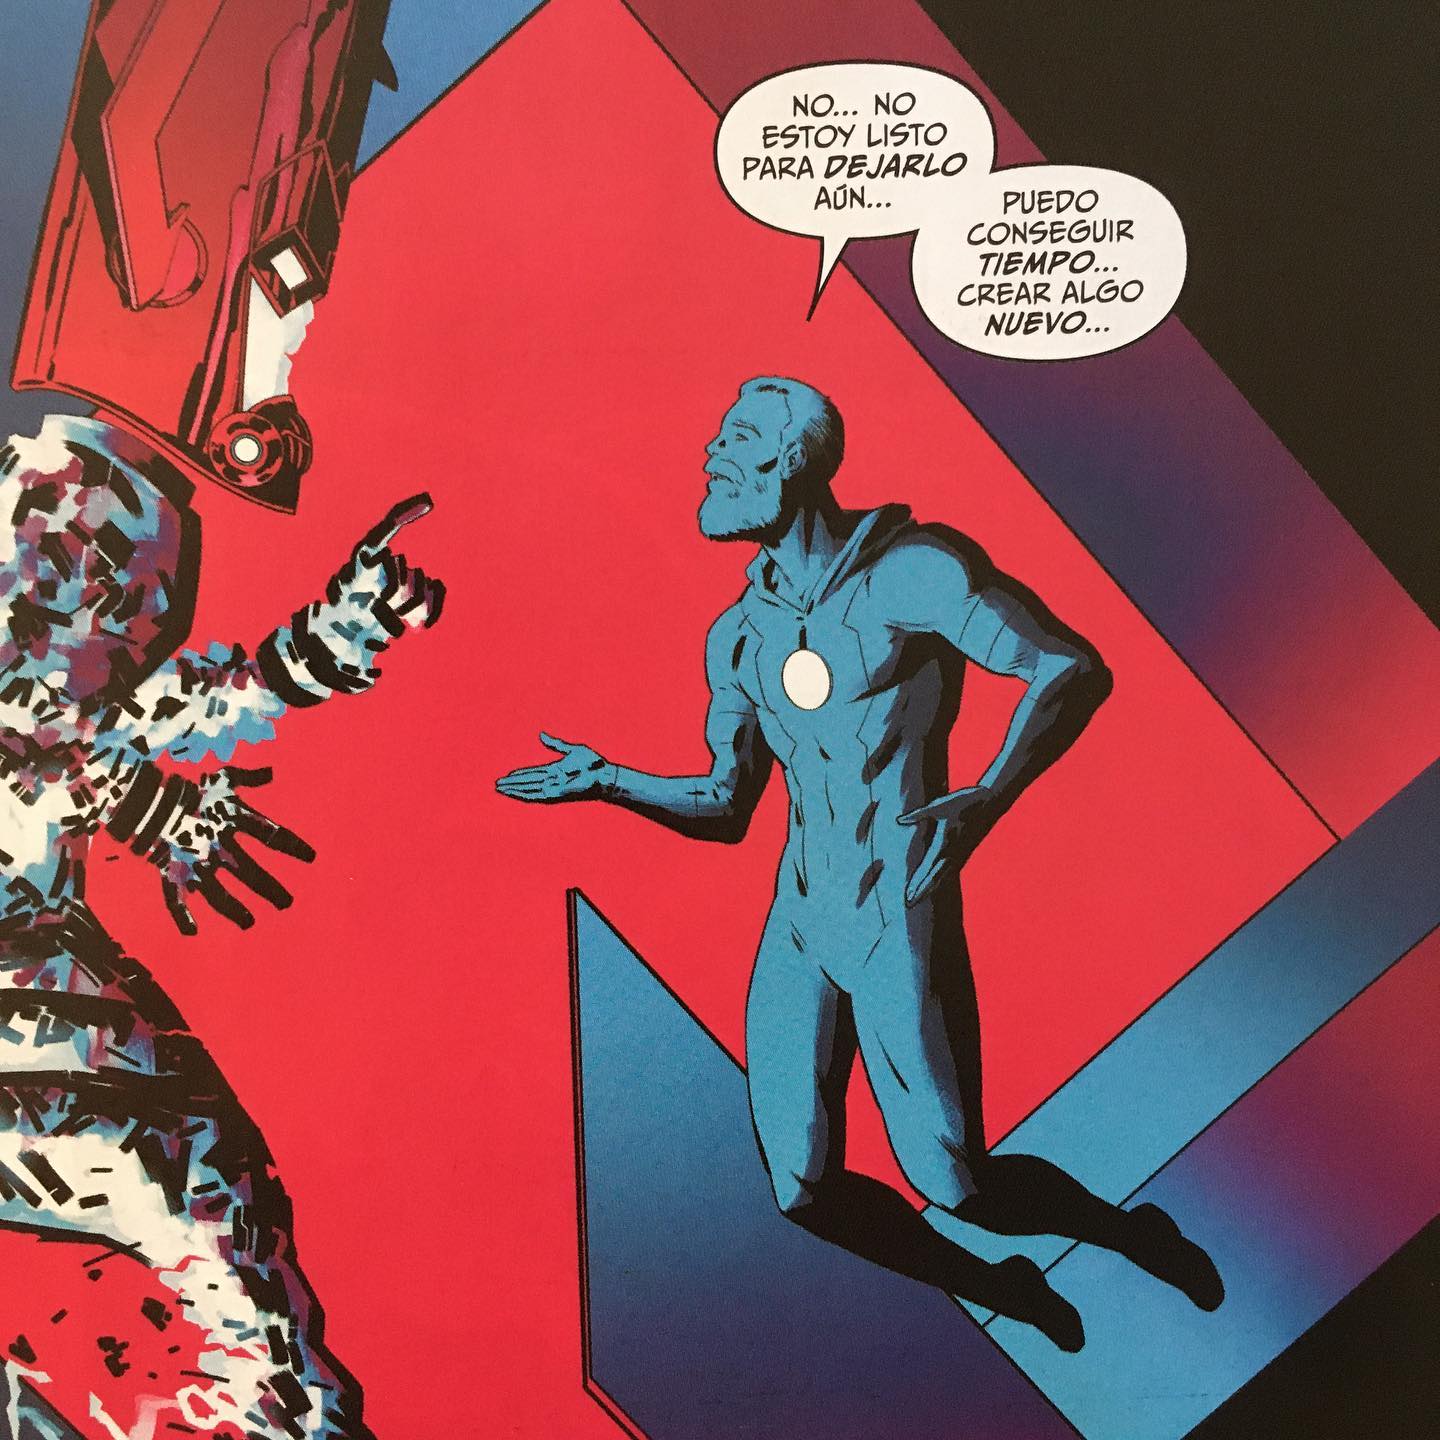 NO... NO
ESTOY LISTO
PARA DEJARLO
AÚN...
PUEDO
CONSEGUIR
TIEMPO...
CREAR ALGO
NUEVO...